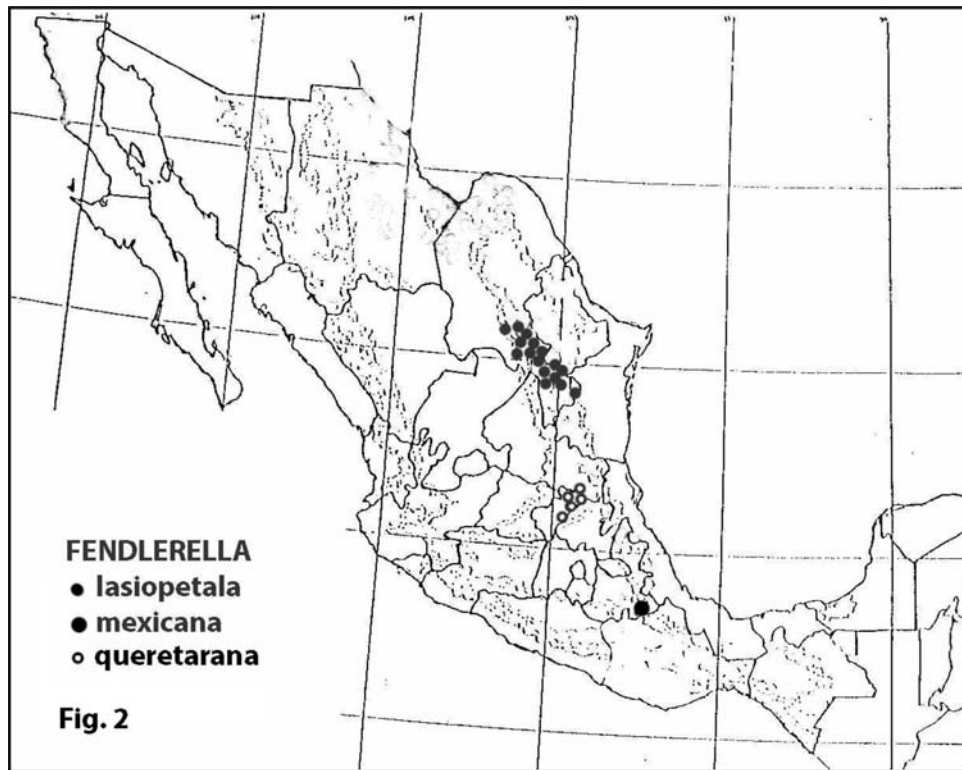 FENDLERELLA
lasiopetala
mexicana
queretarana
Fig. 2